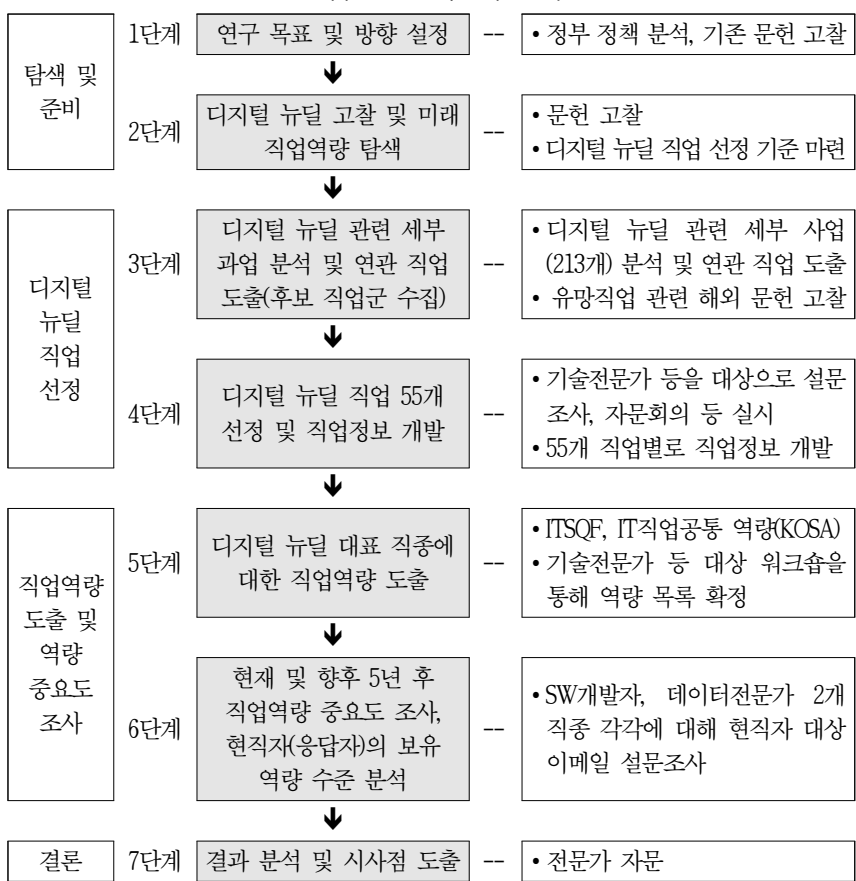 탐색 및
준비
1단계
연구 목표 및 방향 설정
--
• 정부 정책 분석, 기존 문헌 고찰
2단계
디지털 뉴딜 고찰 및 미래
직업역량 탐색
--
• 문헌 고찰
• 디지털 뉴딜 직업 선정 기준 마련
디지털
뉴딜
직업
선정
3단계
디지털 뉴딜 관련 세부
과업 분석 및 연관 직업
도출(후보 직업군 수집)
--
• 디지털 뉴딜 관련 세부 사업
(213개) 분석 및 연관 직업 도출
• 유망직업 관련 해외 문헌 고찰
4단계
디지털 뉴딜 직업 55개
선정 및 직업정보 개발
--
• 기술전문가 등을 대상으로 설문
조사, 자문회의 등 실시
• 55개 직업별로 직업정보 개발
직업역량
도출 및
역량
중요도
조사
5단계
디지털 뉴딜 대표 직종에
대한 직업역량 도출
--
• ITSQF, IT직업공통 역량(KOSA)
• 기술전문가 등 대상 워크숍을
통해 역량 목록 확정
6단계
현재 및 향후 5년 후
직업역량 중요도 조사,
현직자(응답자)의 보유
역량 수준 분석
--
• SW개발자, 데이터전문가 2개
직종 각각에 대해 현직자 대상
이메일 설문조사
결론
7단계
결과 분석 및 시사점 도출
--
• 전문가 자문